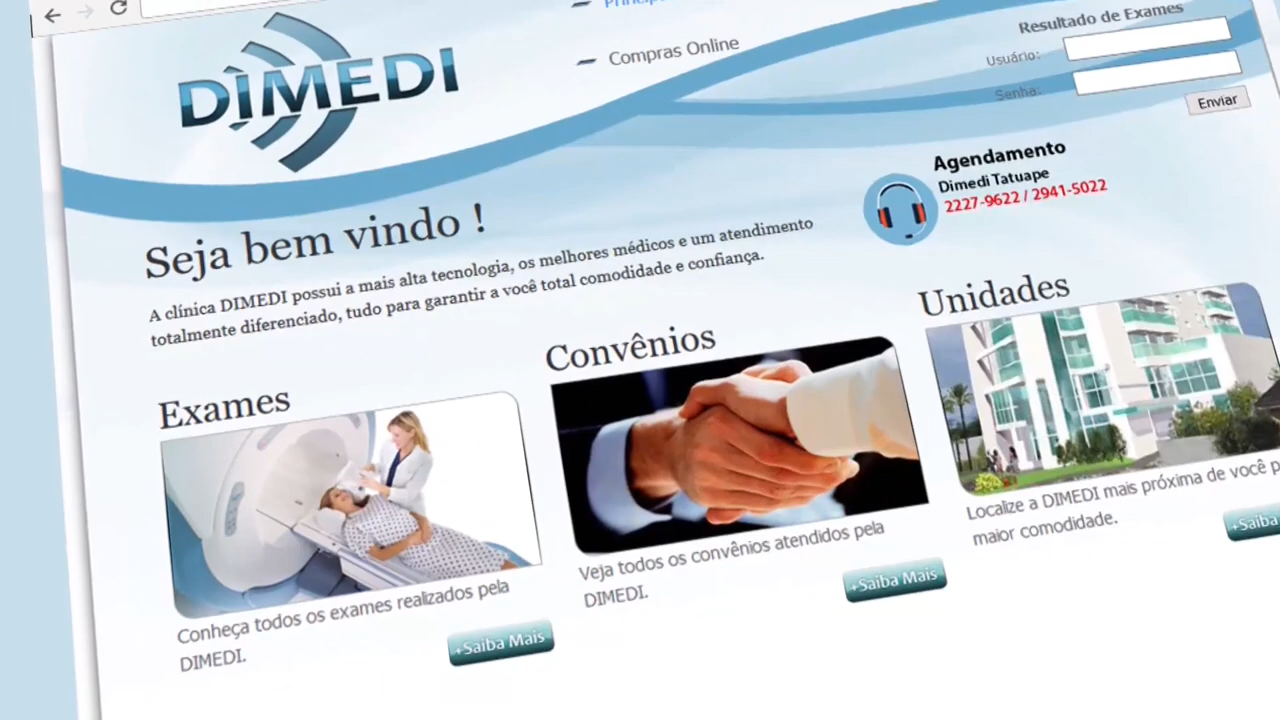 DIMEDI
Compras Online
Resultado de Exames
Usuário:
Senha:
Enviar
Agendamento
Dimedi Tatuape
2227-9622 / 2941-5022
Seja bem vindo !
A clínica DIMEDI possui a mais alta tecnologia, os melhores médicos e um atendimento
totalmente diferenciado, tudo para garantir a você total comodidade e confiança.
Exames
Conheça todos os exames realizados pela
DIMEDI.
+Saiba Mais
Convênios
Veja todos os convênios atendidos pela
DIMEDI.
+Saiba Mais
Unidades
Localize a DIMEDI mais próxima de você
maior comodidade.
+Saiba